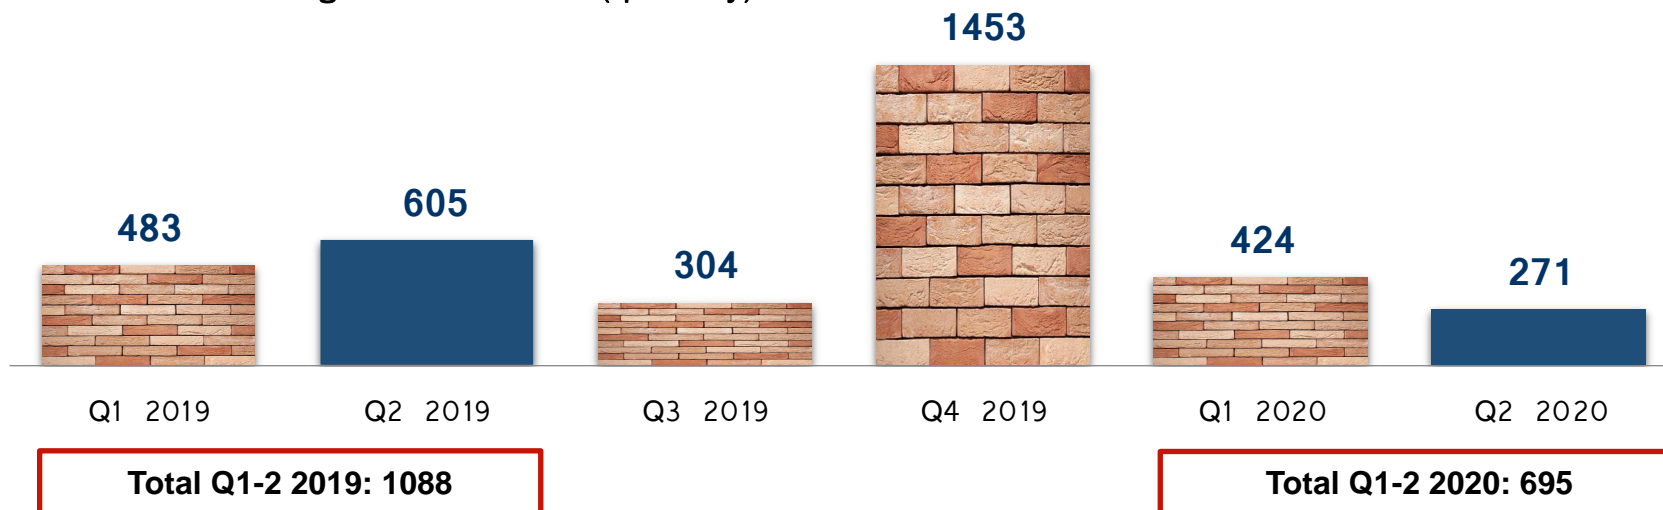 1453
605
483
424
304
271
Q1 2019
Q2 2019
Q3 2019
Q4 2019
Q1 2020
Q2 2020
Total Q1-2 2019: 1088
Total Q1-2 2020: 695